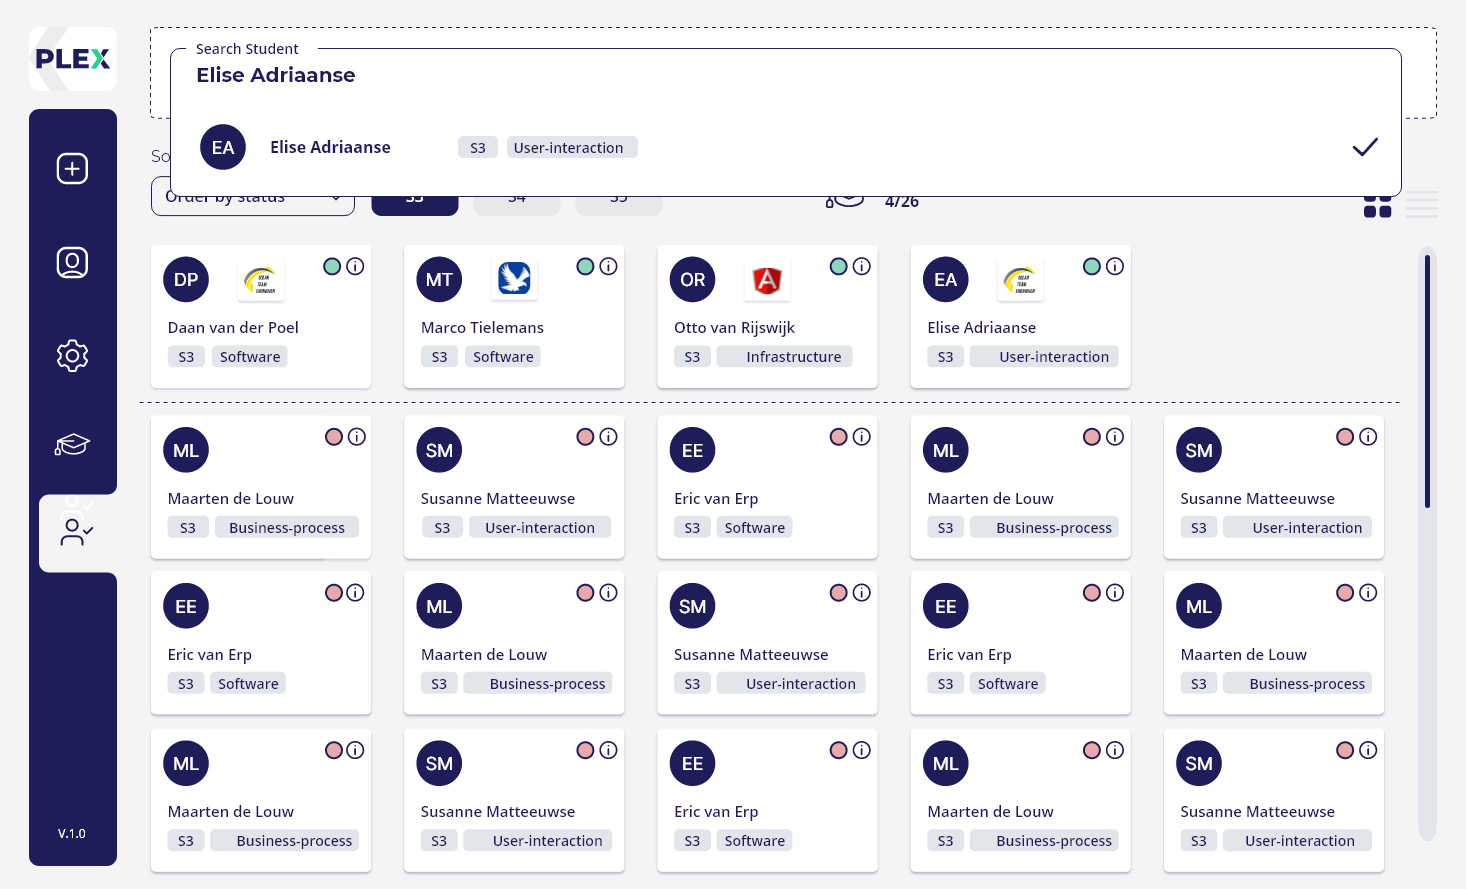 PLEX
Search Student
Elise Adriaanse
EA Elise Adriaanse S3 User-interaction
So
Order by status S3 S4 S5 4/26
DP MT OR EA
Daan van der Poel Marco Tielemans Otto van Rijswijk Elise Adriaanse
S3 Software S3 Software S3 Infrastructure S3 User-interaction
ML SM EE ML SM
Maarten de Louw Susanne Matteeuwse Eric van Erp Maarten de Louw Susanne Matteeuwse
S3 Business-process S3 User-interaction S3 Software S3 Business-process S3 User-interaction
EE ML SM EE ML
Eric van Erp Maarten de Louw Susanne Matteeuwse Eric van Erp Maarten de Louw
S3 Software S3 Business-process S3 User-interaction S3 Software S3 Business-process
ML SM EE ML SM
Maarten de Louw Susanne Matteeuwse Eric van Erp Maarten de Louw Susanne Matteeuwse
S3 Business-process S3 User-interaction S3 Software S3 Business-process S3 User-interaction
V.1.0